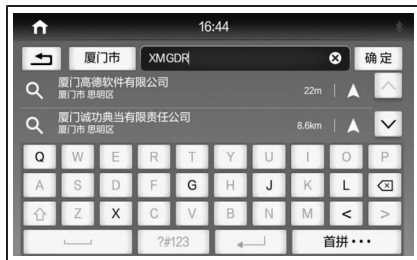 16:44
厦门市 XMGDR 确定
厦门高德软件有限公司
厦门市 思明区
22m
厦门诚功典当有限责任公司
厦门市 思明区
8.6km
Q W E R T Y U I O P
A S D F G H J K L
Z X C V B N M < >
?#123 首拼···